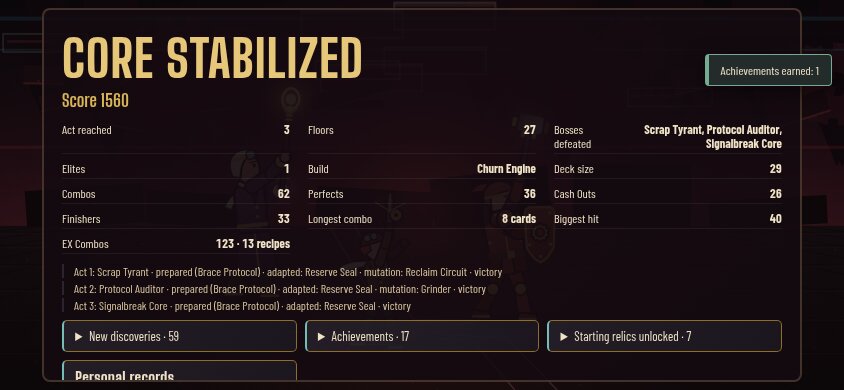 CORE STABILIZED
Achievements earned: 1
Score 1560
Act reached 3 Floors 27 Bosses defeated Scrap Tyrant, Protocol Auditor, Signalbreak Core
Elites 1 Build Churn Engine Deck size 29
Combos 62 Perfects 36 Cash Outs 26
Finishers 33 Longest combo 8 cards Biggest hit 40
EX Combos 123 · 13 recipes
Act 1: Scrap Tyrant · prepared (Brace Protocol) · adapted: Reserve Seal · mutation: Reclaim Circuit · victory
Act 2: Protocol Auditor · prepared (Brace Protocol) · adapted: Reserve Seal · mutation: Grinder · victory
Act 3: Signalbreak Core · prepared (Brace Protocol) · adapted: Reserve Seal · victory
▶ New discoveries · 59 ▶ Achievements · 17 ▶ Starting relics unlocked · 7
Personal records